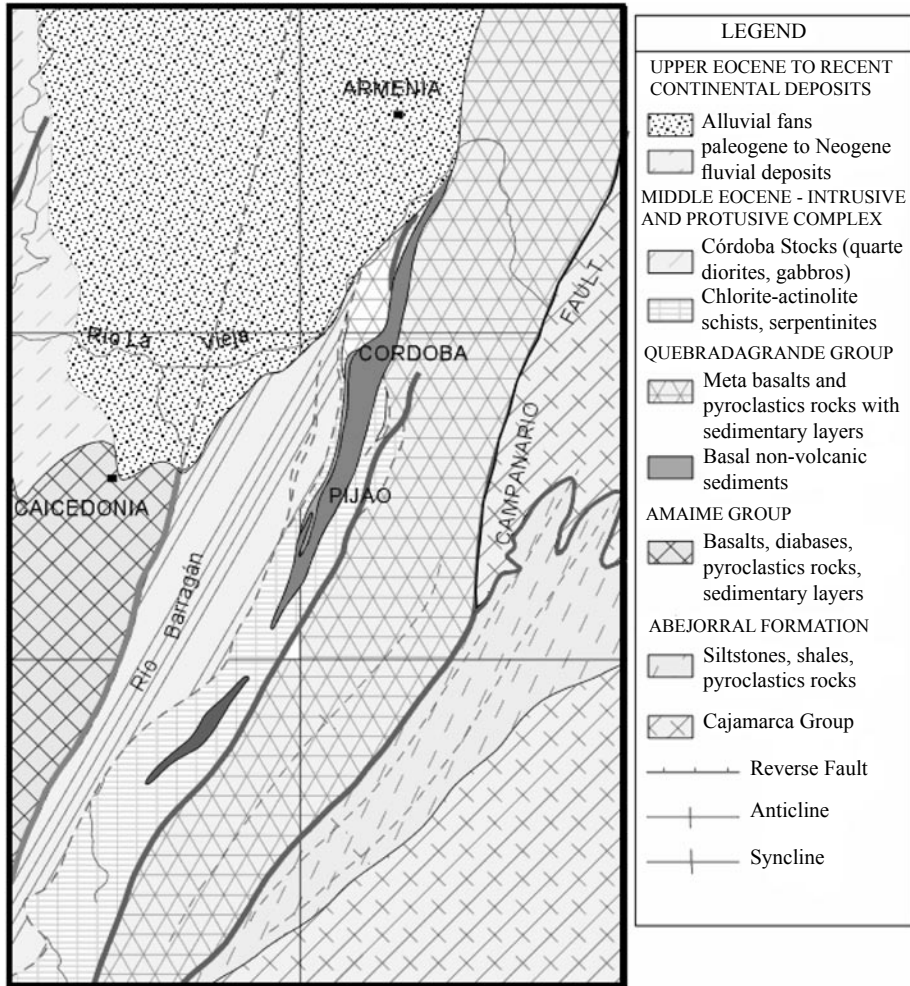 ARMENIA
Río La Vieja
CORDOBA
FAULT
CAMPANARIO
PIJAO
CAICEDONIA
Río Barragán
LEGEND
UPPER EOCENE TO RECENT
CONTINENTAL DEPOSITS
Alluvial fans
paleogene to Neogene
fluvial deposits
MIDDLE EOCENE - INTRUSIVE
AND PROTUSIVE COMPLEX
Córdoba Stocks (quarte
diorites, gabbros)
Chlorite-actinolite
schists, serpentinites
QUEBRADAGRANDE GROUP
Meta basalts and
pyroclastics rocks with
sedimentary layers
Basal non-volcanic
sediments
AMAIME GROUP
Basalts, diabases,
pyroclastics rocks,
sedimentary layers
ABEJORRAL FORMATION
Siltstones, shales,
pyroclastics rocks
Cajamarca Group
Reverse Fault
Anticline
Syncline